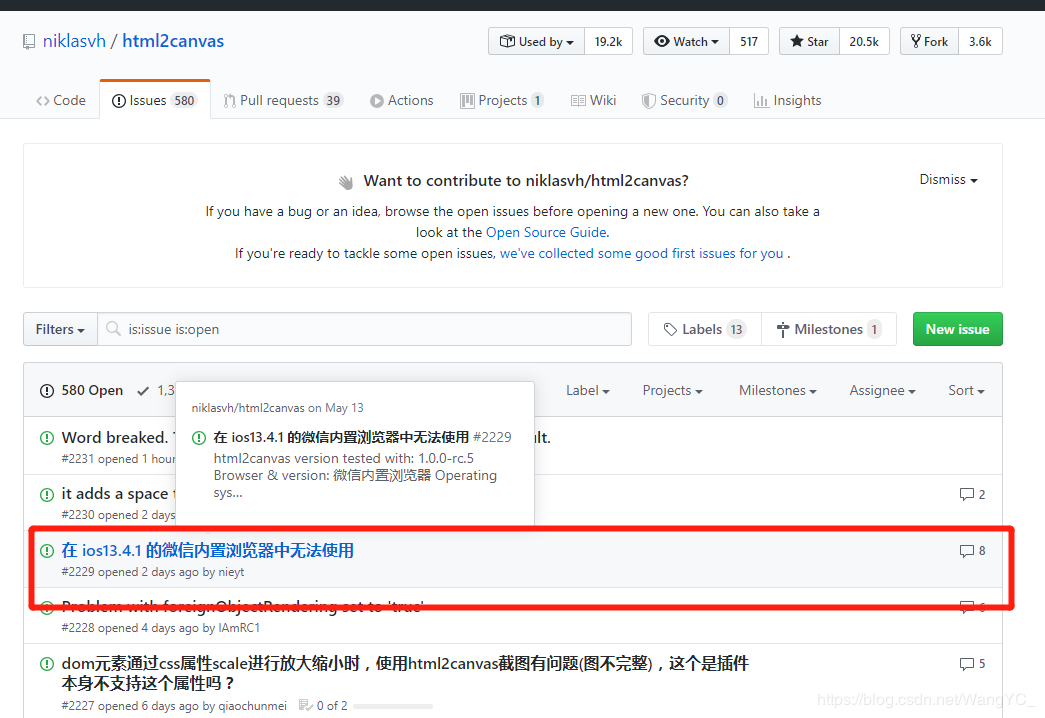 niklasvh / html2canvas
Used by 19.2k
Watch 517
Star 20.5k
Fork 3.6k
Code
Issues 580
Pull requests 39
Actions
Projects 1
Wiki
Security 0
Insights
Want to contribute to niklasvh/html2canvas?
Dismiss
If you have a bug or an idea, browse the open issues before opening a new one. You can also take a
look at the Open Source Guide.
If you're ready to tackle some open issues, we've collected some good first issues for you .
Filters
is:issue is:open
Labels 13
Milestones 1
New issue
580 Open
1,3
Label
Projects
Milestones
Assignee
Sort
niklasvh/html2canvas on May 13
在 ios13.4.1 的微信内置浏览器中无法使用 #2229
html2canvas version tested with: 1.0.0-rc.5
Browser & version: 微信内置浏览器 Operating
sys...
Word breaked.
lt.
#2231 opened 1 hour
it adds a space
2
#2230 opened 2 days
在 ios13.4.1 的微信内置浏览器中无法使用
8
#2229 opened 2 days ago by nieyt
Problem with foreignObjectRendering set to 'true'
6
#2228 opened 4 days ago by IAmRC1
dom元素通过css属性scale进行放大缩小时，使用html2canvas截图有问题(图不完整)，这个是插件
本身不支持这个属性吗？
5
#2227 opened 6 days ago by qiaochunmei 0 of 2
https://blog.csdn.net/WangYC_